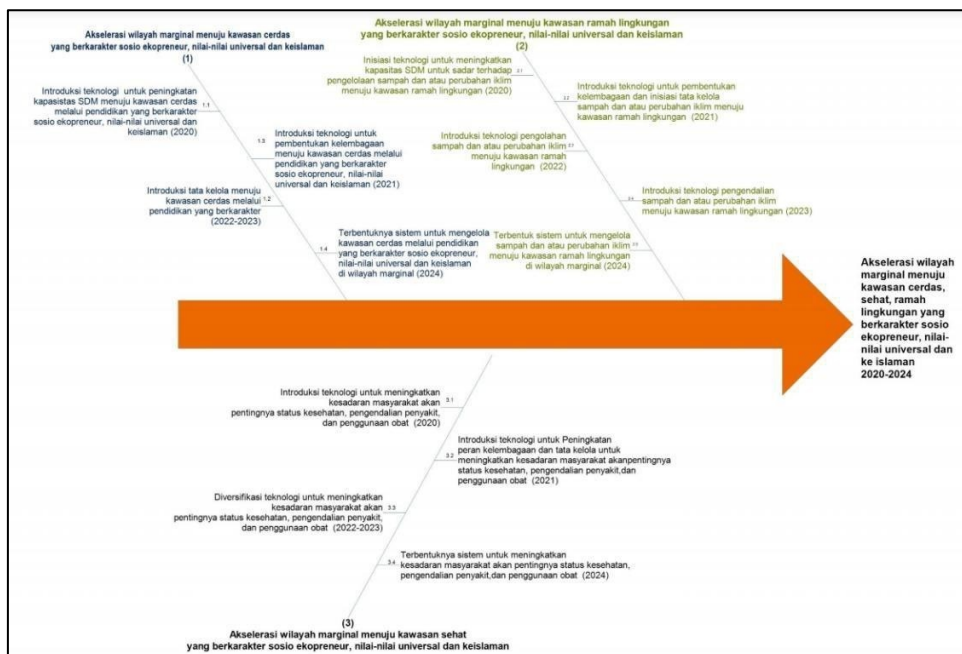 Akselerasi wilayah marginal menuju kawasan cerdas
yang berkarakter sosio ekopreneur, nilai-nilai universal dan keislaman
(1)
Introduksi teknologi untuk peningkatan
kapasistas SDM menuju kawasan cerdas
melalui pendidikan yang berkarakter
sosio ekopreneur, nilai-nilai universal dan
keislaman (2020)
1.1
1.3
Introduksi teknologi untuk
pembentukan kelembagaan
menuju kawasan cerdas melalui
pendidikan yang berkarakter
sosio ekopreneur, nilai-nilai
universal dan keislaman (2021)
Introduksi tata kelola menuju
kawasan cerdas melalui
pendidikan yang berkarakter
(2022-2023)
1.2
1.4
Terbentuknya sistem untuk mengelola
kawasan cerdas melalui pendidikan
yang berkarakter sosio ekopreneur,
nilai-nilai universal dan keislaman
di wilayah marginal (2024)
Akselerasi wilayah marginal menuju kawasan ramah lingkungan
yang berkarakter sosio ekopreneur, nilai-nilai universal dan keislaman
(2)
Inisiasi teknologi untuk meningkatkan
kapasitas SDM untuk sadar terhadap
pengelolaan sampah dan atau perubahan iklim
menuju kawasan ramah lingkungan (2020)
2.1
2.2
Introduksi teknologi untuk pembentukan
kelembagaan dan inisiasi tata kelola
sampah dan atau perubahan iklim menuju
kawasan ramah lingkungan (2021)
Introduksi teknologi pengolahan
sampah dan atau perubahan iklim
menuju kawasan ramah
lingkungan (2022)
Introduksi teknologi pengendalian
sampah dan atau perubahan iklim
menuju kawasan ramah lingkungan (2023)
Terbentuk sistem untuk mengelola
sampah dan atau perubahan iklim
menuju kawasan ramah lingkungan
di wilayah marginal (2024)
Akselerasi wilayah
marginal menuju
kawasan cerdas,
sehat, ramah
lingkungan yang
berkarakter sosio
ekopreneur, nilai-
nilai universal dan
ke islaman
2020-2024
Introduksi teknologi untuk meningkatkan
kesadaran masyarakat akan
pentingnya status kesehatan, pengendalian penyakit,
dan penggunaan obat (2020)
3.1
3.2
Introduksi teknologi untuk Peningkatan
peran kelembagaan dan tata kelola untuk
meningkatkan kesadaran masyarakat akanpentingnya
status kesehatan, pengendalian penyakit,dan
penggunaan obat (2021)
Diversifikasi teknologi untuk meningkatkan
kesadaran masyarakat akan
pentingnya status kesehatan, pengendalian penyakit,
dan penggunaan obat (2022-2023)
3.3
3.4
Terbentuknya sistem untuk meningkatkan
kesadaran masyarakat akan pentingnya status kesehatan,
pengendalian penyakit,dan penggunaan obat (2024)
(3)
Akselerasi wilayah marginal menuju kawasan sehat
yang berkarakter sosio ekopreneur, nilai-nilai universal dan keislaman